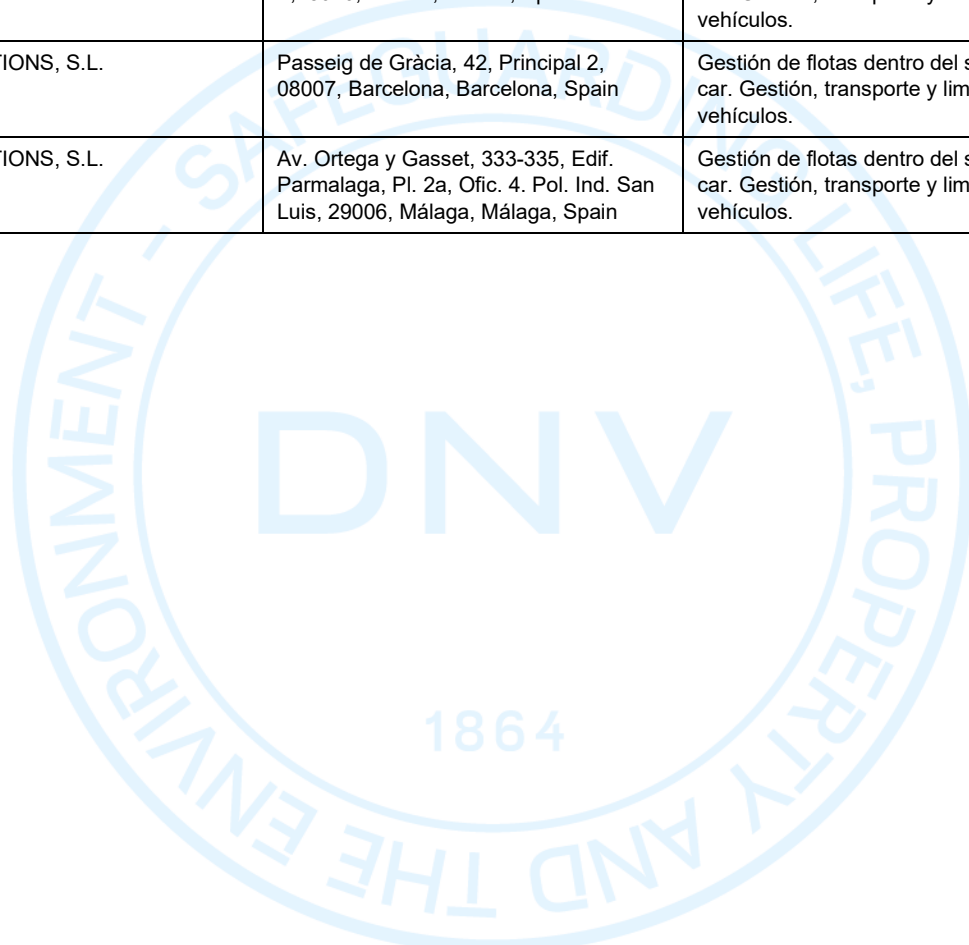 vehículos.
TIONS, S.L.
Passeig de Gràcia, 42, Principal 2,
08007, Barcelona, Barcelona, Spain
Gestión de flotas dentro del s
car. Gestión, transporte y lim
vehículos.
TIONS, S.L.
Av. Ortega y Gasset, 333-335, Edif.
Parmalaga, Pl. 2a, Ofic. 4. Pol. Ind. San
Luis, 29006, Málaga, Málaga, Spain
Gestión de flotas dentro del s
car. Gestión, transporte y lim
vehículos.
SAFEGUARDING LIFE, PROPERTY AND THE ENVIRONMENT -
DNV
1864